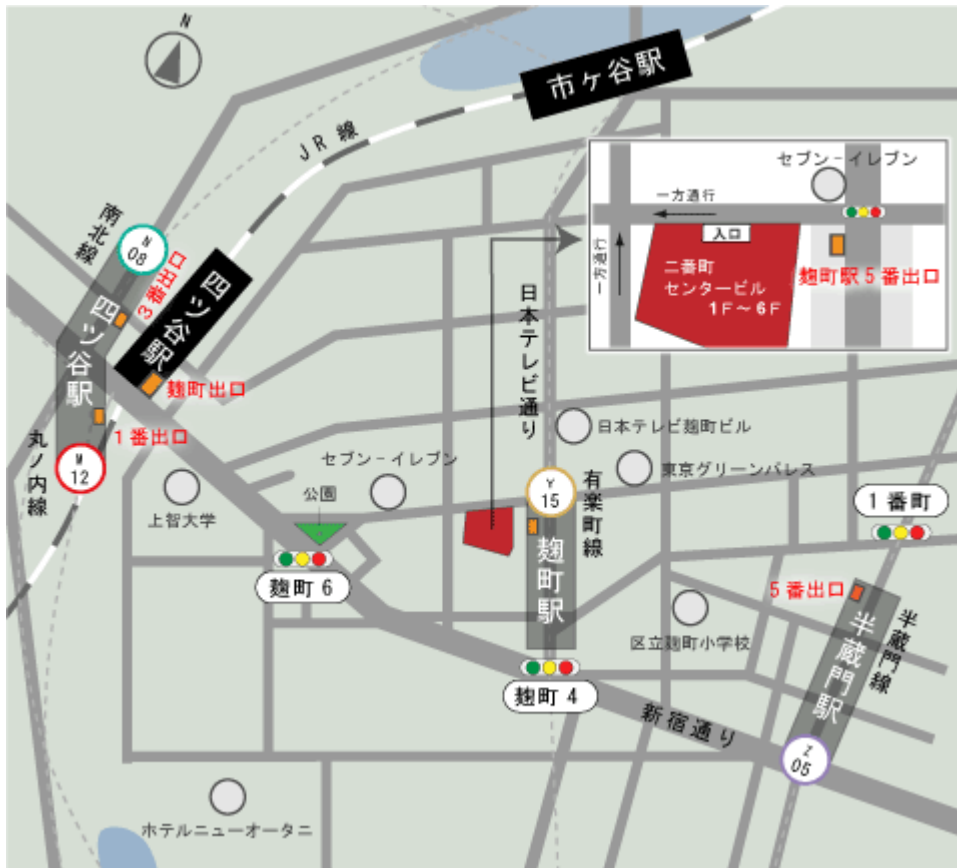 N
市ヶ谷駅
JR線
セブン-イレブン
一方通行
入口
一方通行
二番町
センタービル
1F～6F
麹町駅5番出口
南北線
N
08
3番出口
四ツ谷駅
四ツ谷駅
麹町出口
1番出口
丸ノ内線
M
12
日本テレビ通り
日本テレビ麹町ビル
セブン-イレブン
東京グリーンパレス
上智大学
公園
Y
15
有楽町線
麹町駅
1番町
麹町6
5番出口
半蔵門線
半蔵門駅
区立麹町小学校
麹町4
新宿通り
Z
05
ホテルニューオータニ